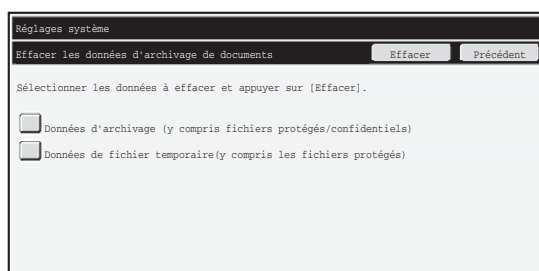 Réglages système
Effacer les données d'archivage de documents Effacer Précédent
Sélectionner les données à effacer et appuyer sur [Effacer].
Données d'archivage (y compris fichiers protégés/confidentiels)
Données de fichier temporaire(y compris les fichiers protégés)